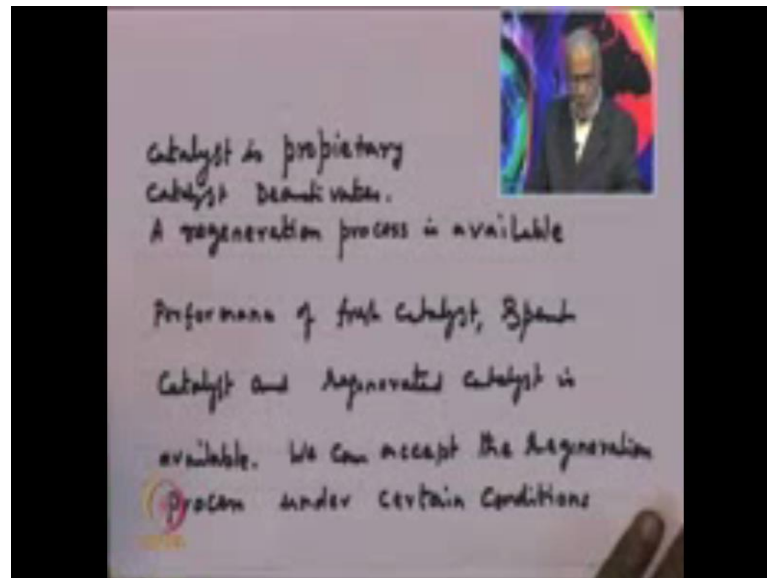 Catalyst is propietary
Catalyst Deactivates.
A regeneration process is available
Performance of fresh catalyst, Spent
Catalyst and Regenerated Catalyst is
available. We can accept the Regeneration
process under certain Conditions